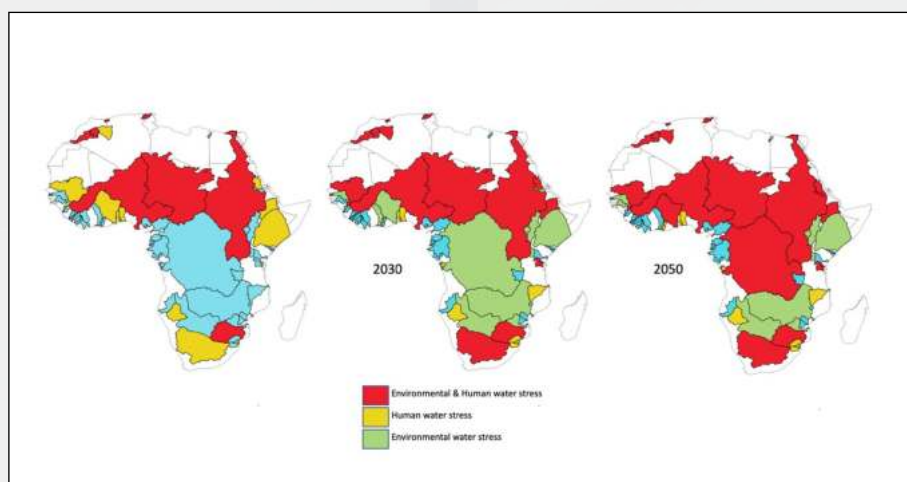 2030
2050
Environmental & Human water stress
Human water stress
Environmental water stress